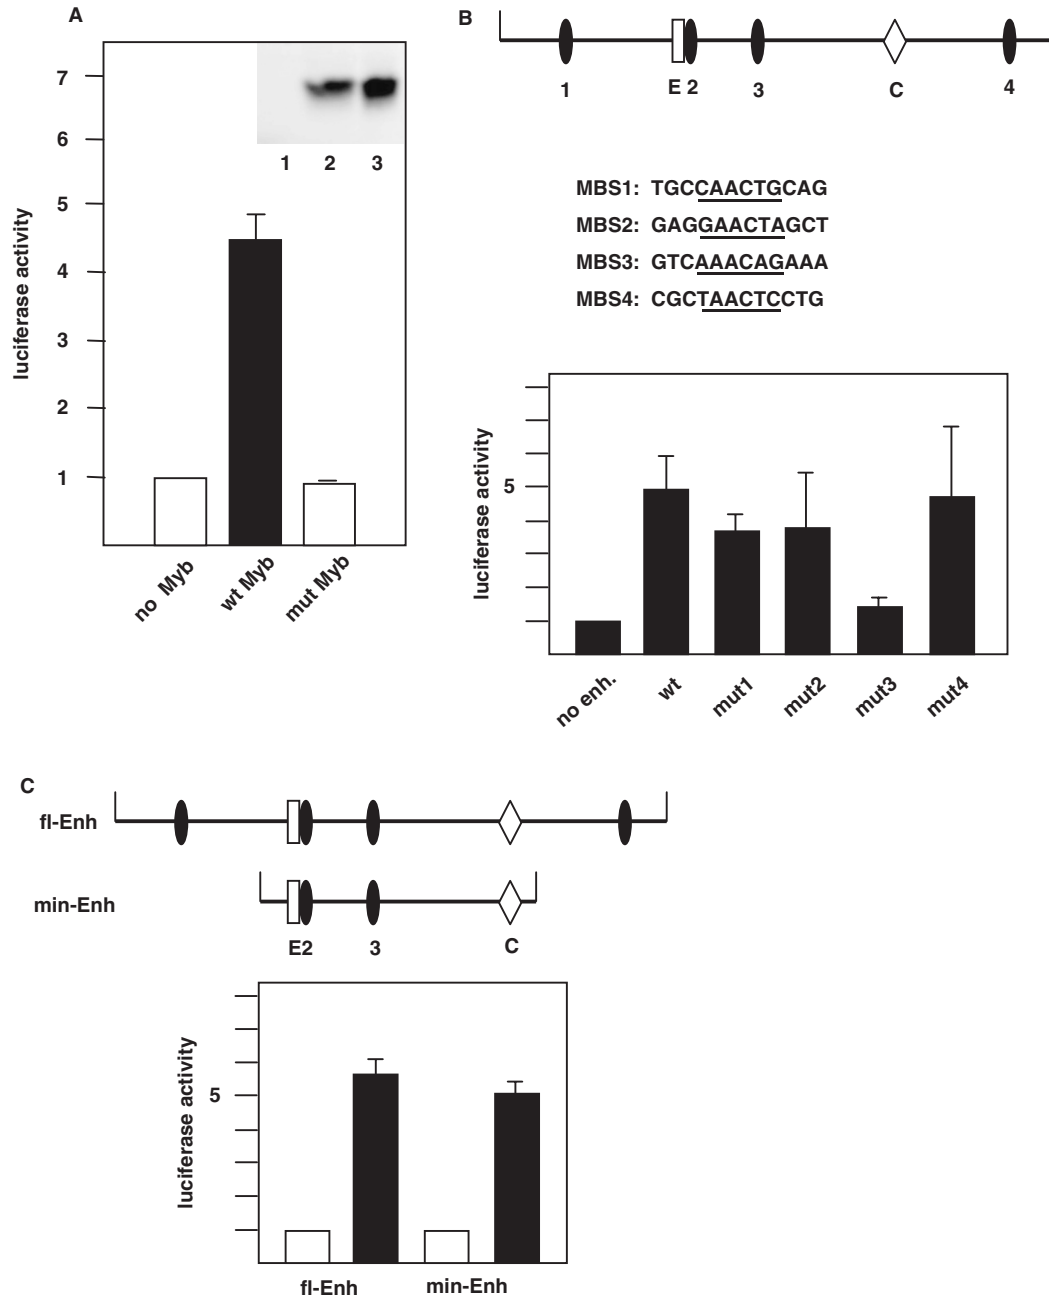 A
7
6
5
4
3
2
1
luciferase activity
1 2 3
no Myb
wt Myb
mut Myb
B
1 E 2 3 C 4
MBS1: TGCCAACTGCAG
MBS2: GAGGAACTAGCT
MBS3: GTCAAACAGAAA
MBS4: CGCTAACTCCTG
luciferase activity
5
no enh.
wt
mut1
mut2
mut3
mut4
C
fl-Enh
min-Enh
E2 3 C
luciferase activity
5
fl-Enh min-Enh